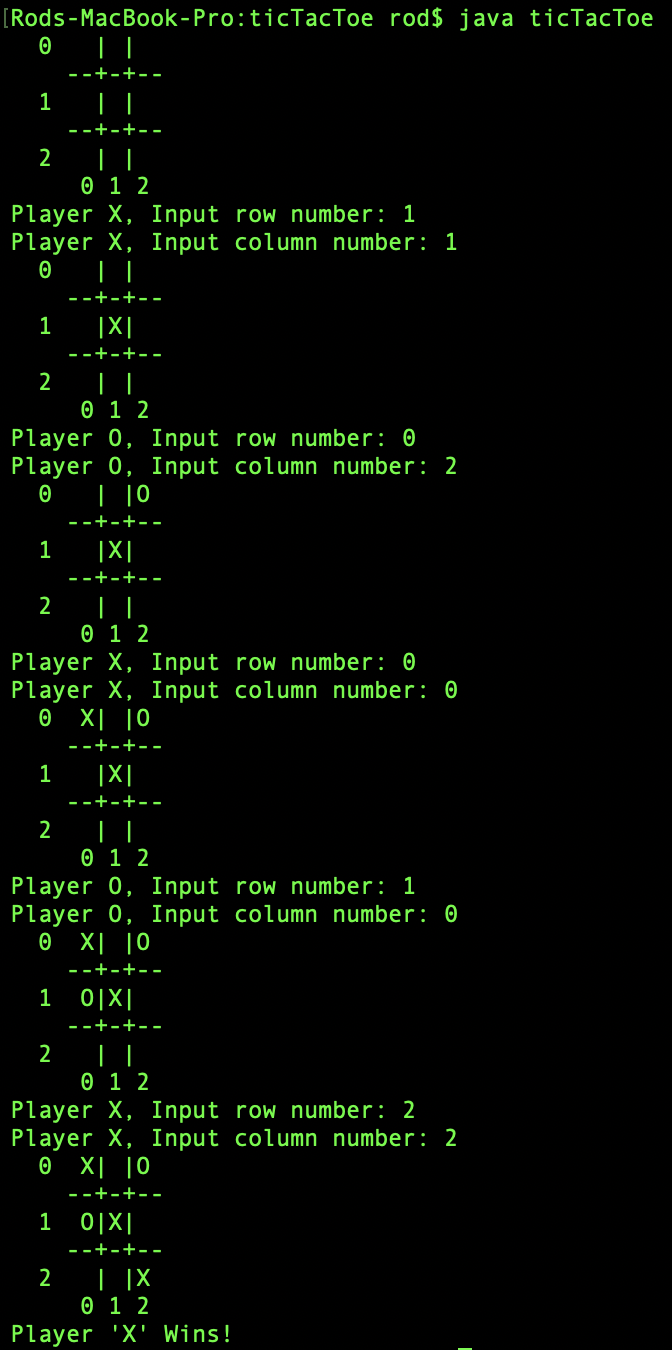 [Rods-MacBook-Pro:ticTacToe rod$ java ticTacToe
  0   | |
    --+-+--
  1   | |
    --+-+--
  2   | |
     0 1 2
Player X, Input row number: 1
Player X, Input column number: 1
  0   | |
    --+-+--
  1   |X|
    --+-+--
  2   | |
     0 1 2
Player O, Input row number: 0
Player O, Input column number: 2
  0   | |O
    --+-+--
  1   |X|
    --+-+--
  2   | |
     0 1 2
Player X, Input row number: 0
Player X, Input column number: 0
  0  X| |O
    --+-+--
  1   |X|
    --+-+--
  2   | |
     0 1 2
Player O, Input row number: 1
Player O, Input column number: 0
  0  X| |O
    --+-+--
  1  O|X|
    --+-+--
  2   | |
     0 1 2
Player X, Input row number: 2
Player X, Input column number: 2
  0  X| |O
    --+-+--
  1  O|X|
    --+-+--
  2   | |X
     0 1 2
Player 'X' Wins!